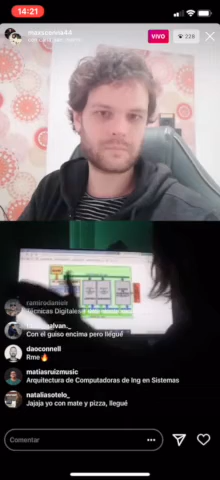 14:21
VIVO
228
ramirodanieir
Técnicas Digitales
Con el guiso encima pero llegué
daoconnell
Rme🔥
matiasruizmusic
Arquitectura de Computadoras de Ing en Sistemas
nataliasotelo_
Jajaja yo con mate y pizza, llegué
Comentar